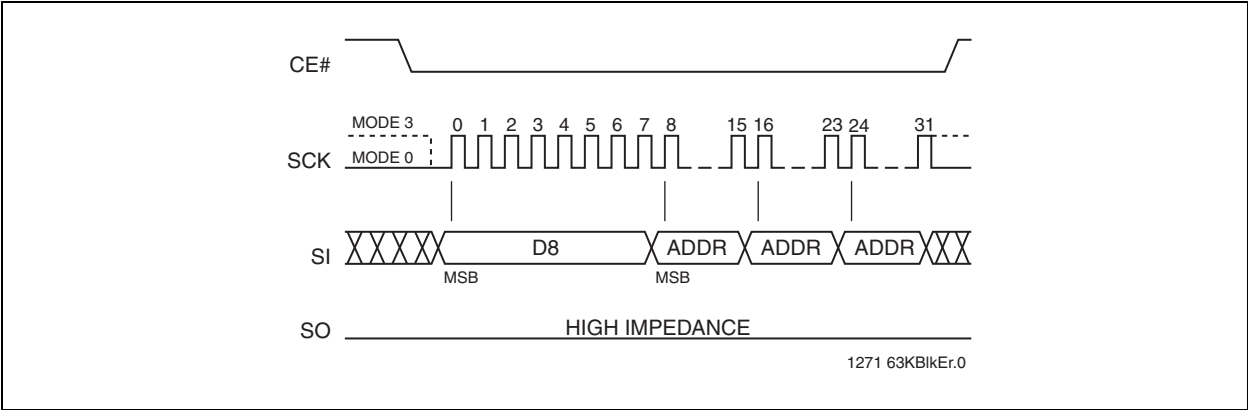 CE#
MODE 3
0 1 2 3 4 5 6 7 8 15 16 23 24 31
SCK
MODE 0
SI
D8
ADDR
ADDR
ADDR
MSB
MSB
SO
HIGH IMPEDANCE
1271 63KBlkEr.0